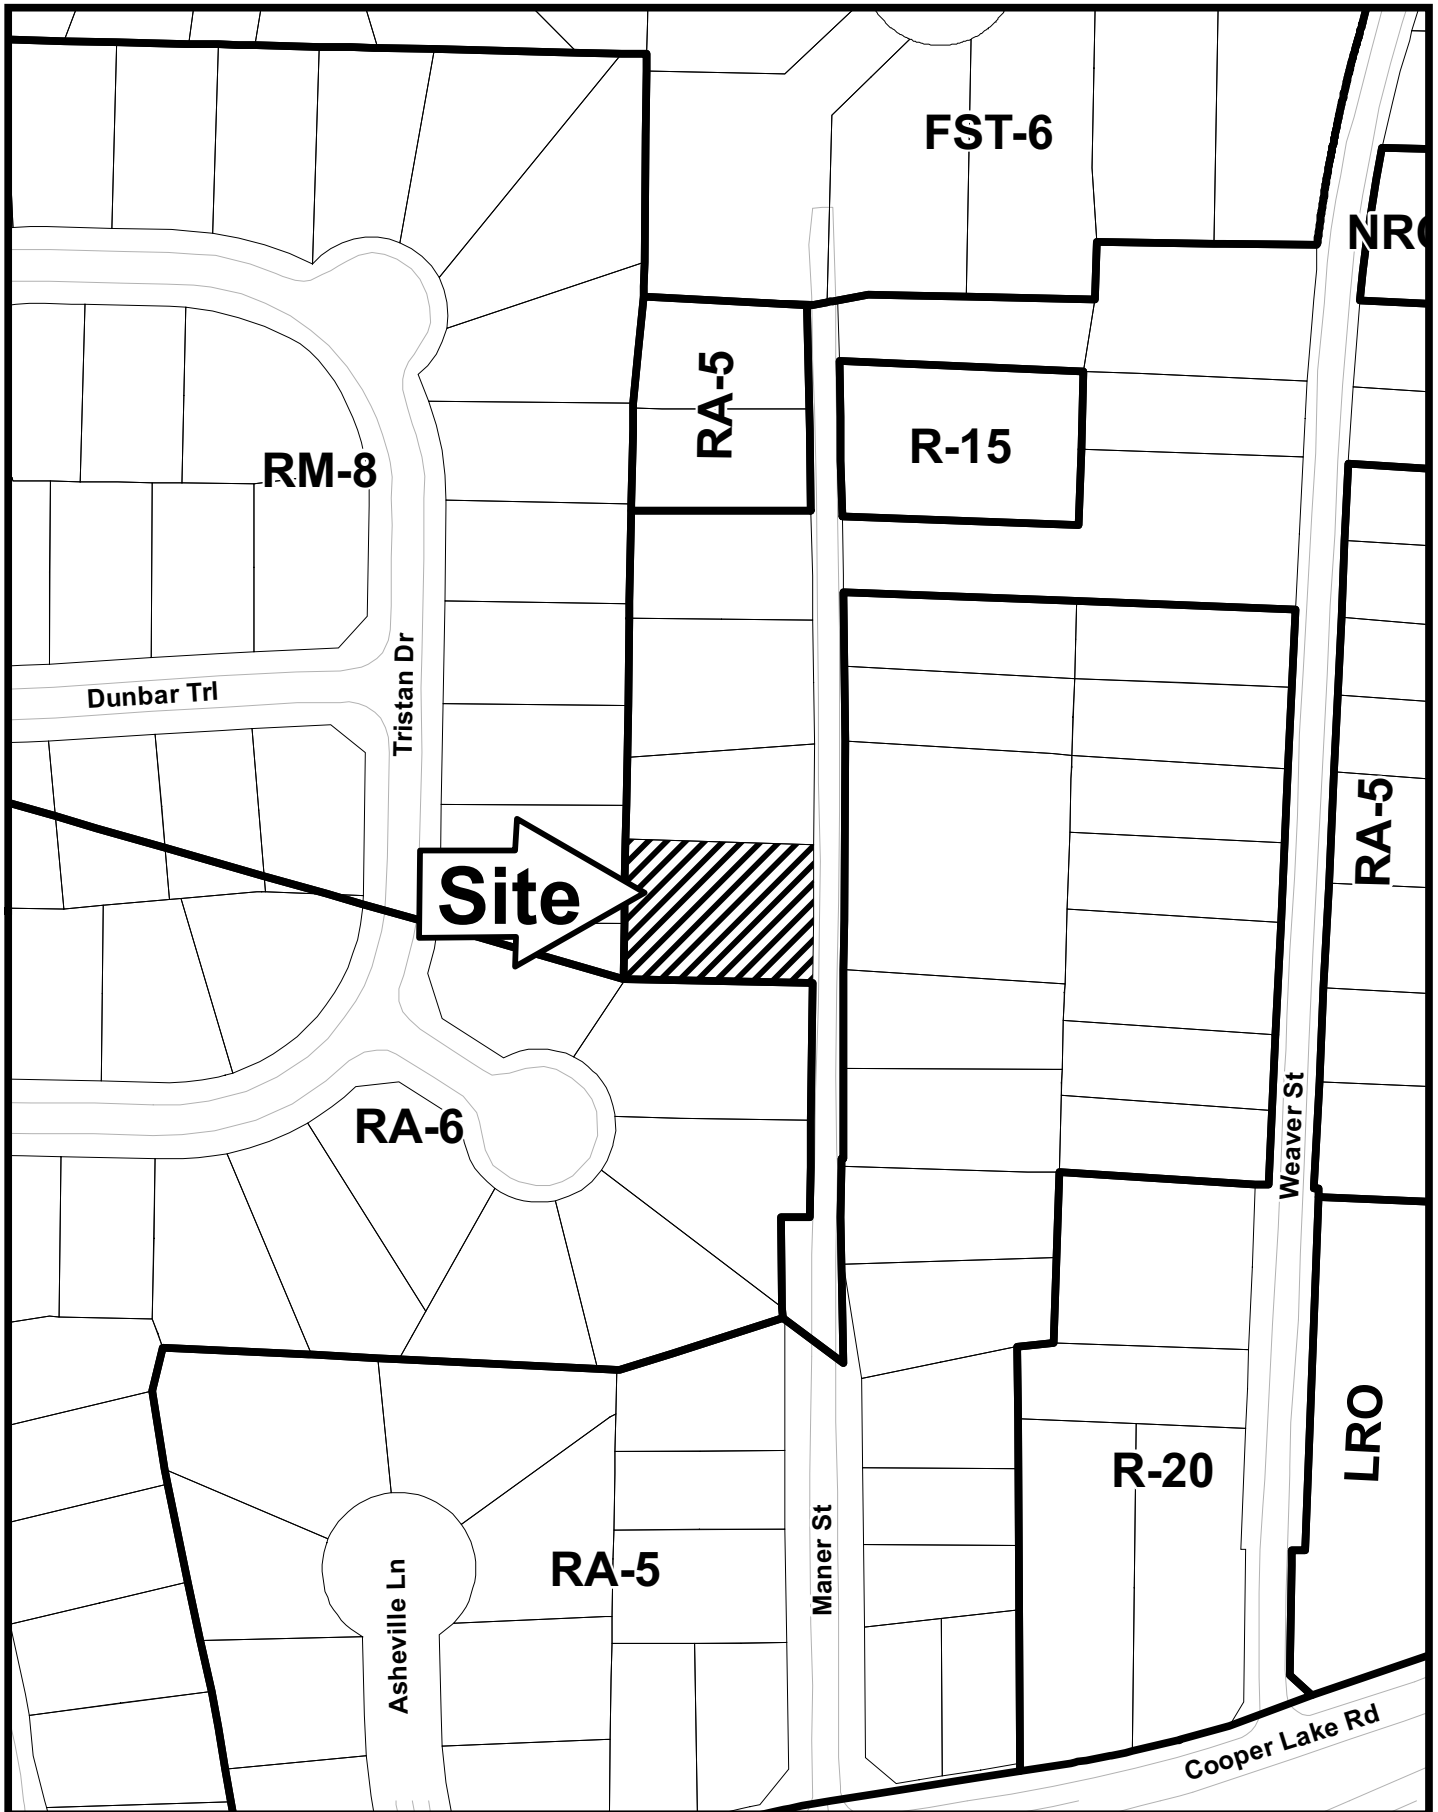 FST-6
NRC
RA-5
R-15
RM-8
Tristan Dr
Dunbar Trl
RA-5
Site
Weaver St
RA-6
LRO
R-20
Maner St
RA-5
Asheville Ln
Cooper Lake Rd